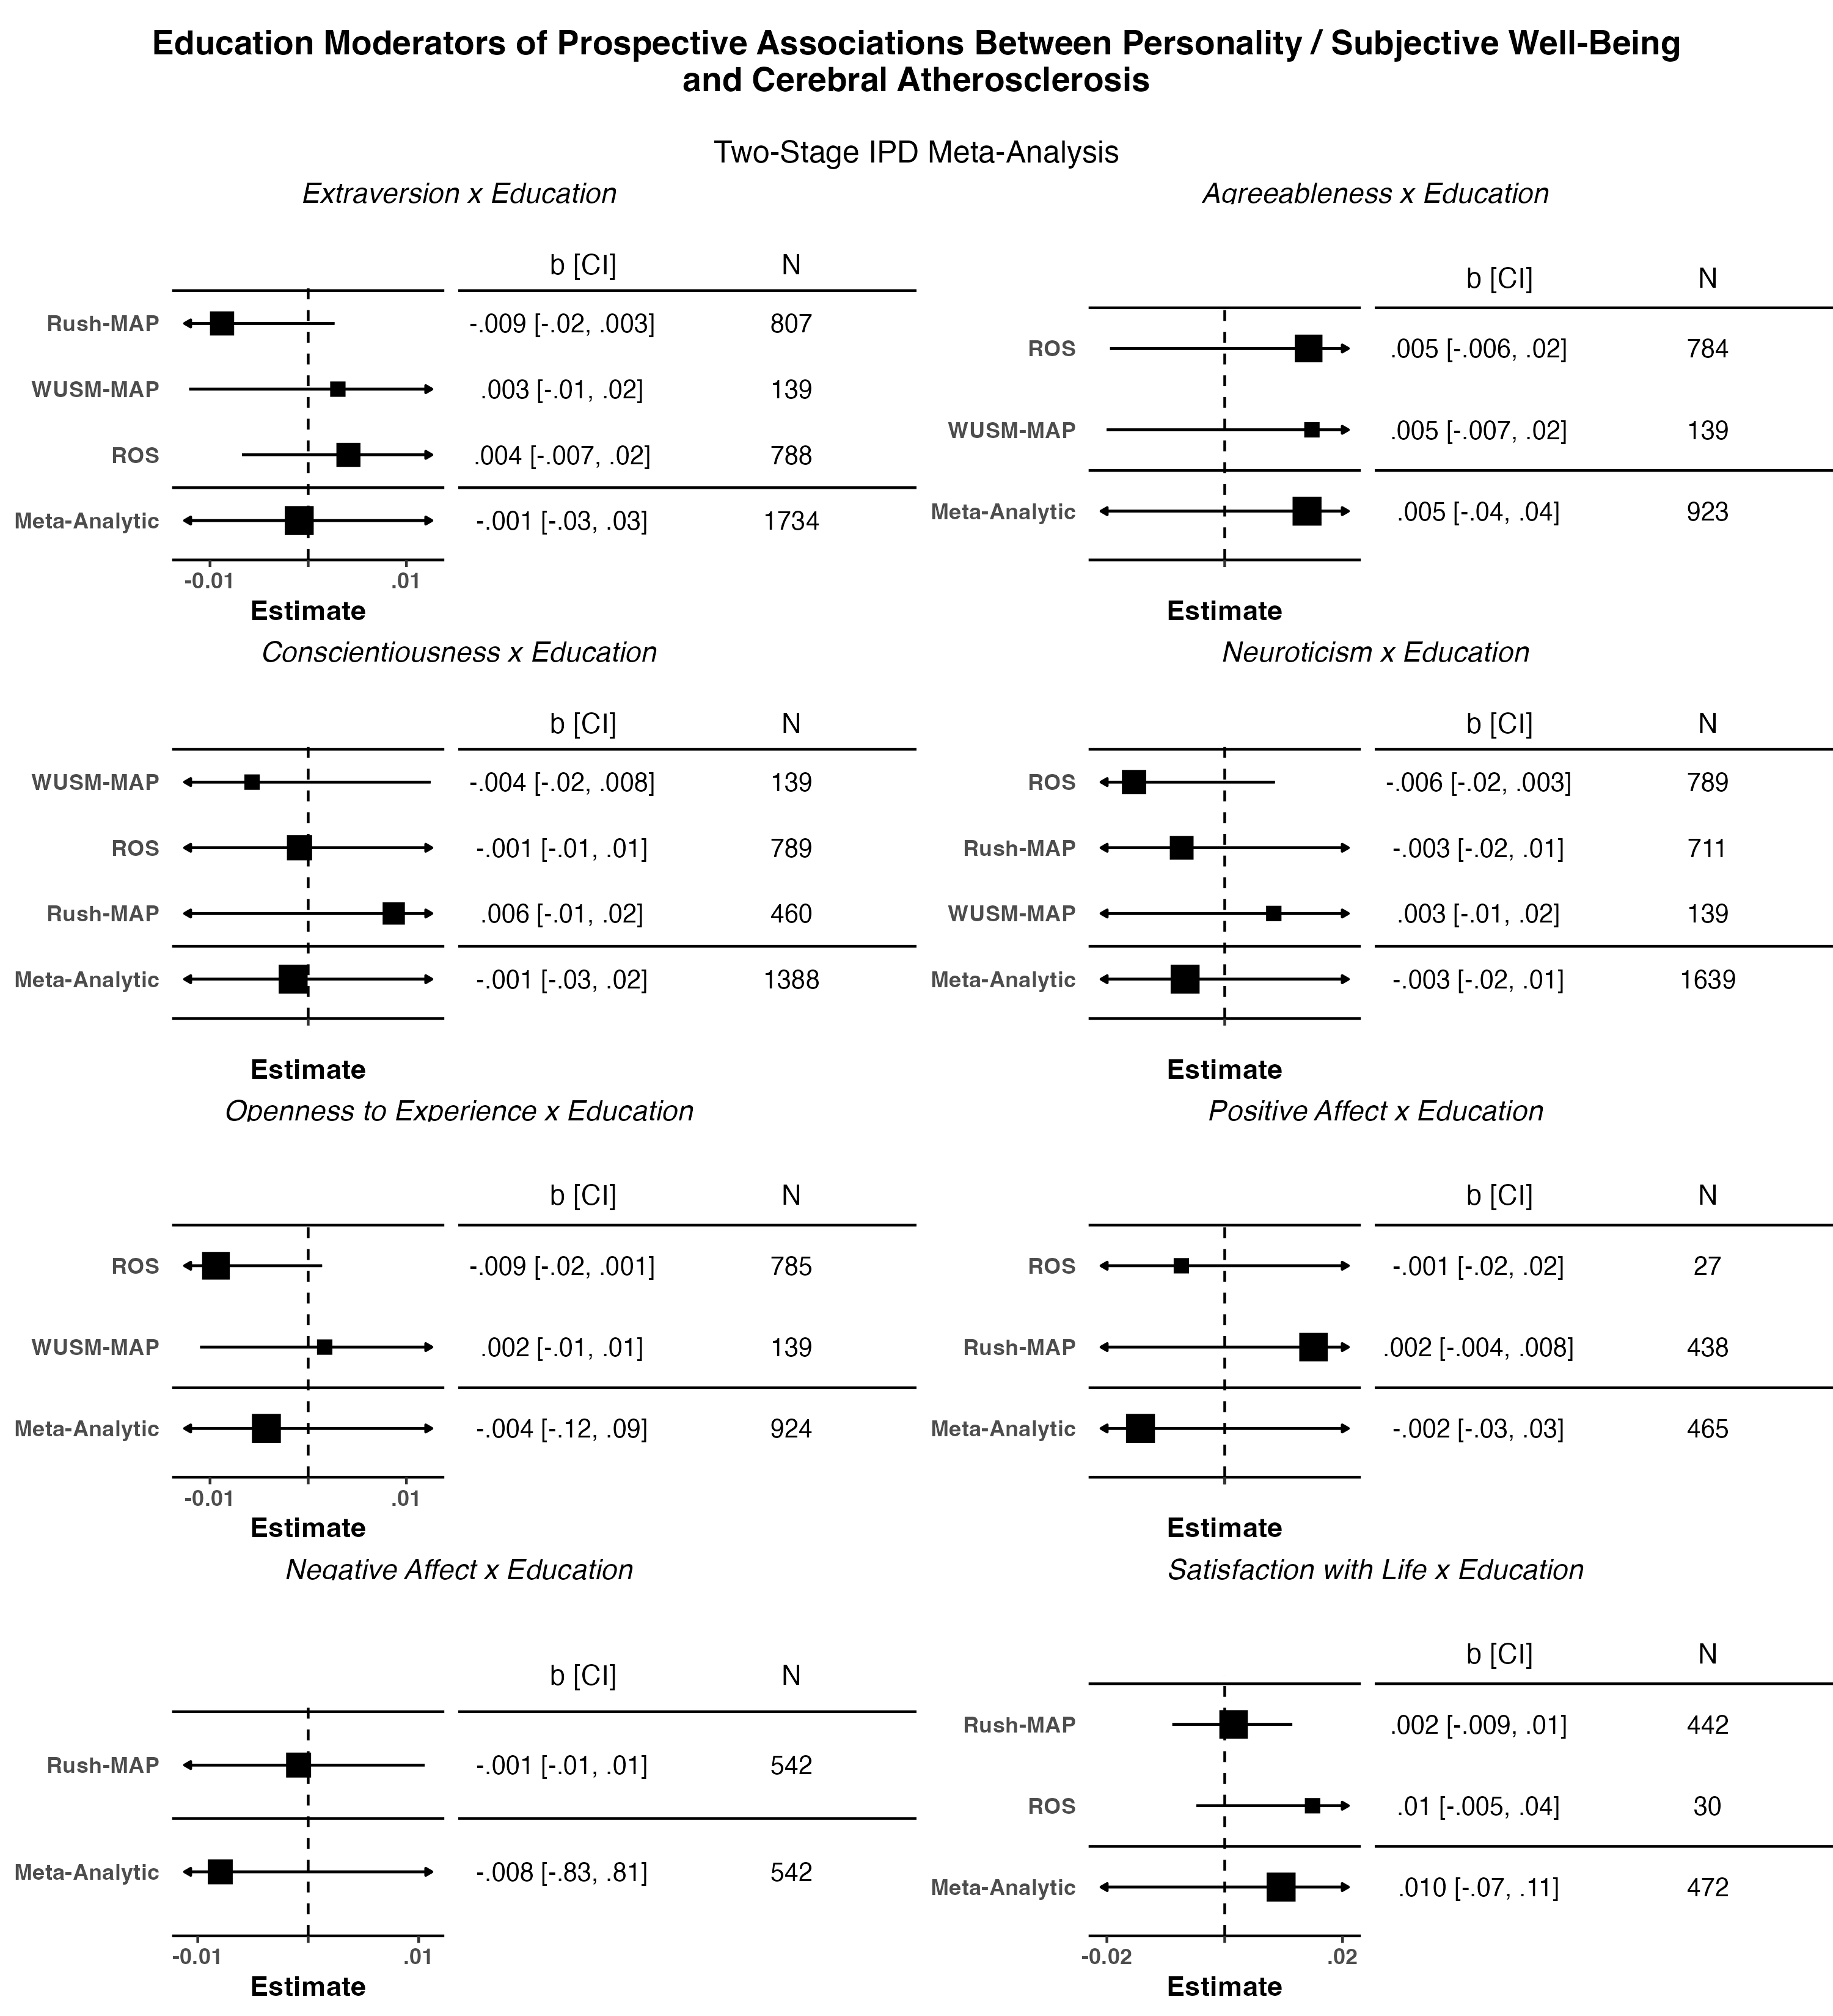 Education Moderators of Prospective Associations Between Personality / Subjective Well-Being
and Cerebral Atherosclerosis
Two-Stage IPD Meta-Analysis
Extraversion x Education
b [CI] N
Rush-MAP -.009 [-.02, .003] 807
WUSM-MAP .003 [-.01, .02] 139
ROS .004 [-.007, .02] 788
Meta-Analytic -.001 [-.03, .03] 1734
-0.01 .01
Estimate
Agreeableness x Education
b [CI] N
ROS .005 [-.006, .02] 784
WUSM-MAP .005 [-.007, .02] 139
Meta-Analytic .005 [-.04, .04] 923
Estimate
Conscientiousness x Education
b [CI] N
WUSM-MAP -.004 [-.02, .008] 139
ROS -.001 [-.01, .01] 789
Rush-MAP .006 [-.01, .02] 460
Meta-Analytic -.001 [-.03, .02] 1388
Estimate
Neuroticism x Education
b [CI] N
ROS -.006 [-.02, .003] 789
Rush-MAP -.003 [-.02, .01] 711
WUSM-MAP .003 [-.01, .02] 139
Meta-Analytic -.003 [-.02, .01] 1639
Estimate
Openness to Experience x Education
b [CI] N
ROS -.009 [-.02, .001] 785
WUSM-MAP .002 [-.01, .01] 139
Meta-Analytic -.004 [-.12, .09] 924
-0.01 .01
Estimate
Positive Affect x Education
b [CI] N
ROS -.001 [-.02, .02] 27
Rush-MAP .002 [-.004, .008] 438
Meta-Analytic -.002 [-.03, .03] 465
Estimate
Negative Affect x Education
b [CI] N
Rush-MAP -.001 [-.01, .01] 542
Meta-Analytic -.008 [-.83, .81] 542
-0.01 .01
Estimate
Satisfaction with Life x Education
b [CI] N
Rush-MAP .002 [-.009, .01] 442
ROS .01 [-.005, .04] 30
Meta-Analytic .010 [-.07, .11] 472
-0.02 .02
Estimate